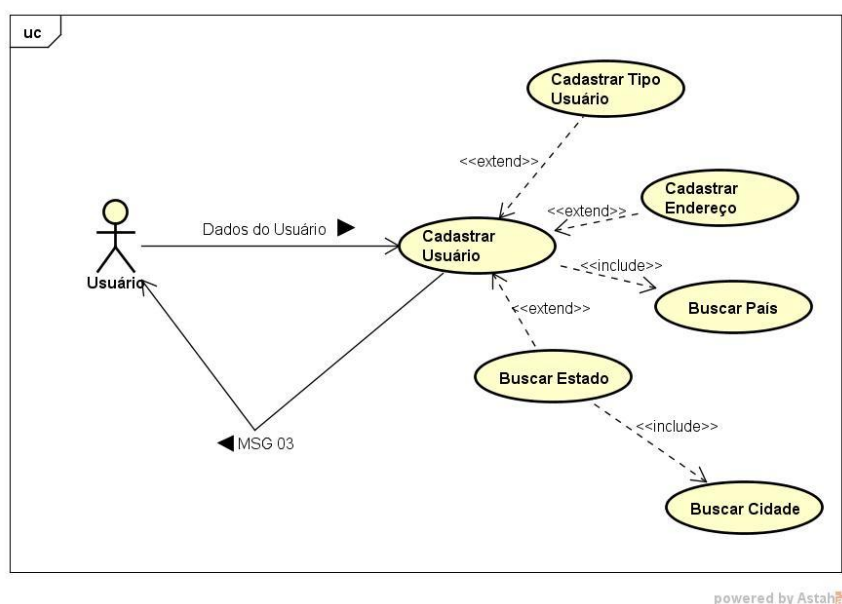 uc
Cadastrar Tipo
Usuário
<<extend>>
Cadastrar
Endereço
<<extend>>
Dados do Usuário
Cadastrar
Usuário
<<include>>
Usuário
Buscar País
<<extend>>
Buscar Estado
<<include>>
MSG 03
Buscar Cidade
powered by Astah